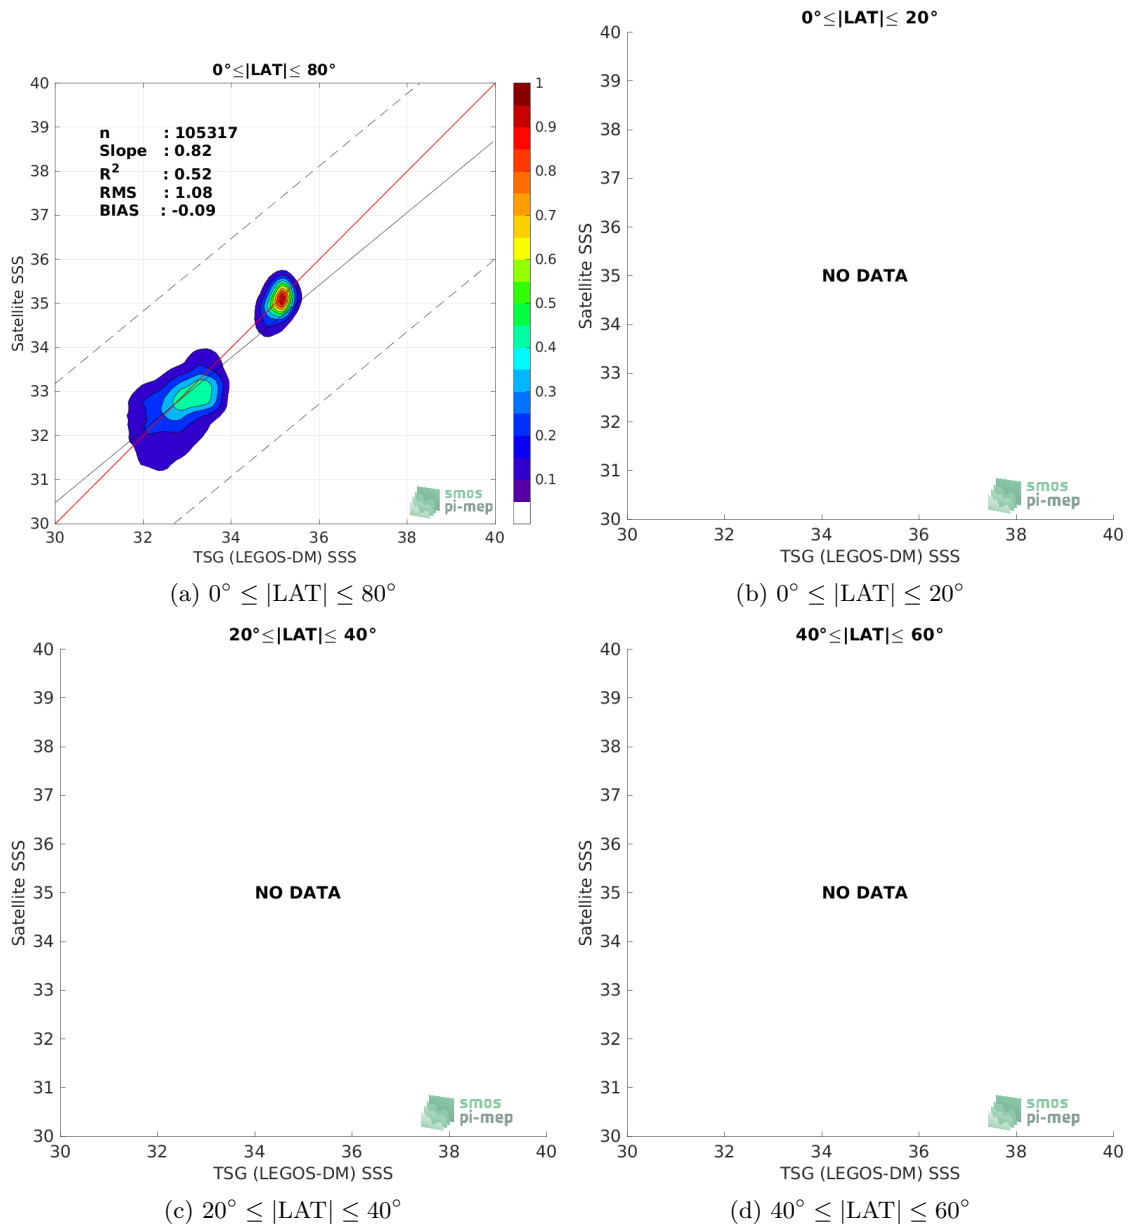 0°≤|LAT|≤ 80°
40
39
38
37
36
35
34
33
32
31
30
Satellite SSS
n : 105317
Slope : 0.82
R² : 0.52
RMS : 1.08
BIAS : -0.09
smos
pi-mep
30 32 34 36 38 40
TSG (LEGOS-DM) SSS
1
0.9
0.8
0.7
0.6
0.5
0.4
0.3
0.2
0.1
(a) 0° ≤ |LAT| ≤ 80°
0°≤|LAT|≤ 20°
40
39
38
37
36
35
34
33
32
31
30
Satellite SSS
NO DATA
smos
pi-mep
30 32 34 36 38 40
TSG (LEGOS-DM) SSS
(b) 0° ≤ |LAT| ≤ 20°
20°≤|LAT|≤ 40°
40
39
38
37
36
35
34
33
32
31
30
Satellite SSS
NO DATA
smos
pi-mep
30 32 34 36 38 40
TSG (LEGOS-DM) SSS
(c) 20° ≤ |LAT| ≤ 40°
40°≤|LAT|≤ 60°
40
39
38
37
36
35
34
33
32
31
30
Satellite SSS
NO DATA
smos
pi-mep
30 32 34 36 38 40
TSG (LEGOS-DM) SSS
(d) 40° ≤ |LAT| ≤ 60°